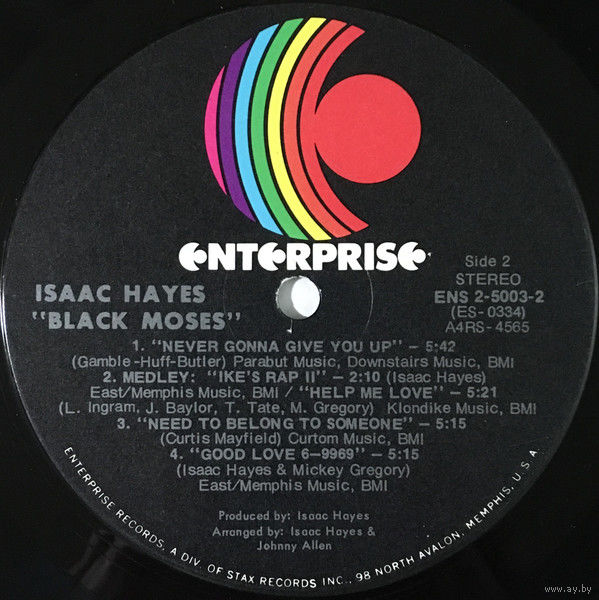 ENTERPRISE
Side 2
STEREO
ENS 2-5003-2
(ES-0334)
A4RS-4565
ISAAC HAYES
"BLACK MOSES"
1. "NEVER GONNA GIVE YOU UP" – 5:42
(Gamble-Huff-Butler) Parabut Music, Downstairs Music, BMI
2. MEDLEY: "IKE'S RAP II" – 2:10 (Isaac Hayes)
East/Memphis Music, BMI / "HELP ME LOVE" – 5:21
(L. Ingram, J. Baylor, T. Tate, M. Gregory) Klondike Music, BMI
3. "NEED TO BELONG TO SOMEONE" – 5:15
(Curtis Mayfield) Curtom Music, BMI
4. "GOOD LOVE 6-9969" – 5:15
(Isaac Hayes & Mickey Gregory)
East/Memphis Music, BMI
Produced by: Isaac Hayes
Arranged by: Isaac Hayes &
Johnny Allen
ENTERPRISE RECORDS, A DIV. OF STAX RECORDS INC., 98 NORTH AVALON, MEMPHIS, U.S.A
www.ay.by